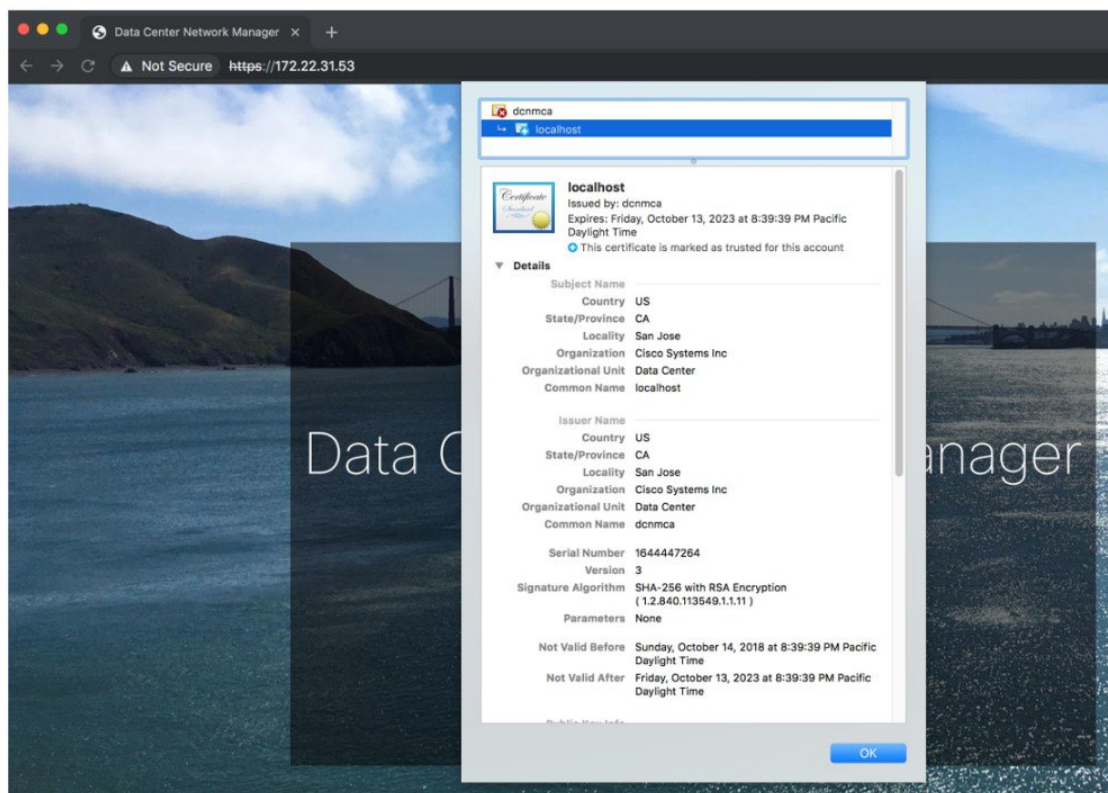 Data Center Network Manager
Not Secure https://172.22.31.53
dcnmca
localhost
Certificate
Standard
localhost
Issued by: dcnmca
Expires: Friday, October 13, 2023 at 8:39:39 PM Pacific
Daylight Time
This certificate is marked as trusted for this account
Details
Subject Name
Country US
State/Province CA
Locality San Jose
Organization Cisco Systems Inc
Organizational Unit Data Center
Common Name localhost
Issuer Name
Country US
State/Province CA
Locality San Jose
Organization Cisco Systems Inc
Organizational Unit Data Center
Common Name dcnmca
Serial Number 1644447264
Version 3
Signature Algorithm SHA-256 with RSA Encryption
( 1.2.840.113549.1.1.11 )
Parameters None
Not Valid Before Sunday, October 14, 2018 at 8:39:39 PM Pacific
Daylight Time
Not Valid After Friday, October 13, 2023 at 8:39:39 PM Pacific
Daylight Time
Public Key Info
OK
Data C anager